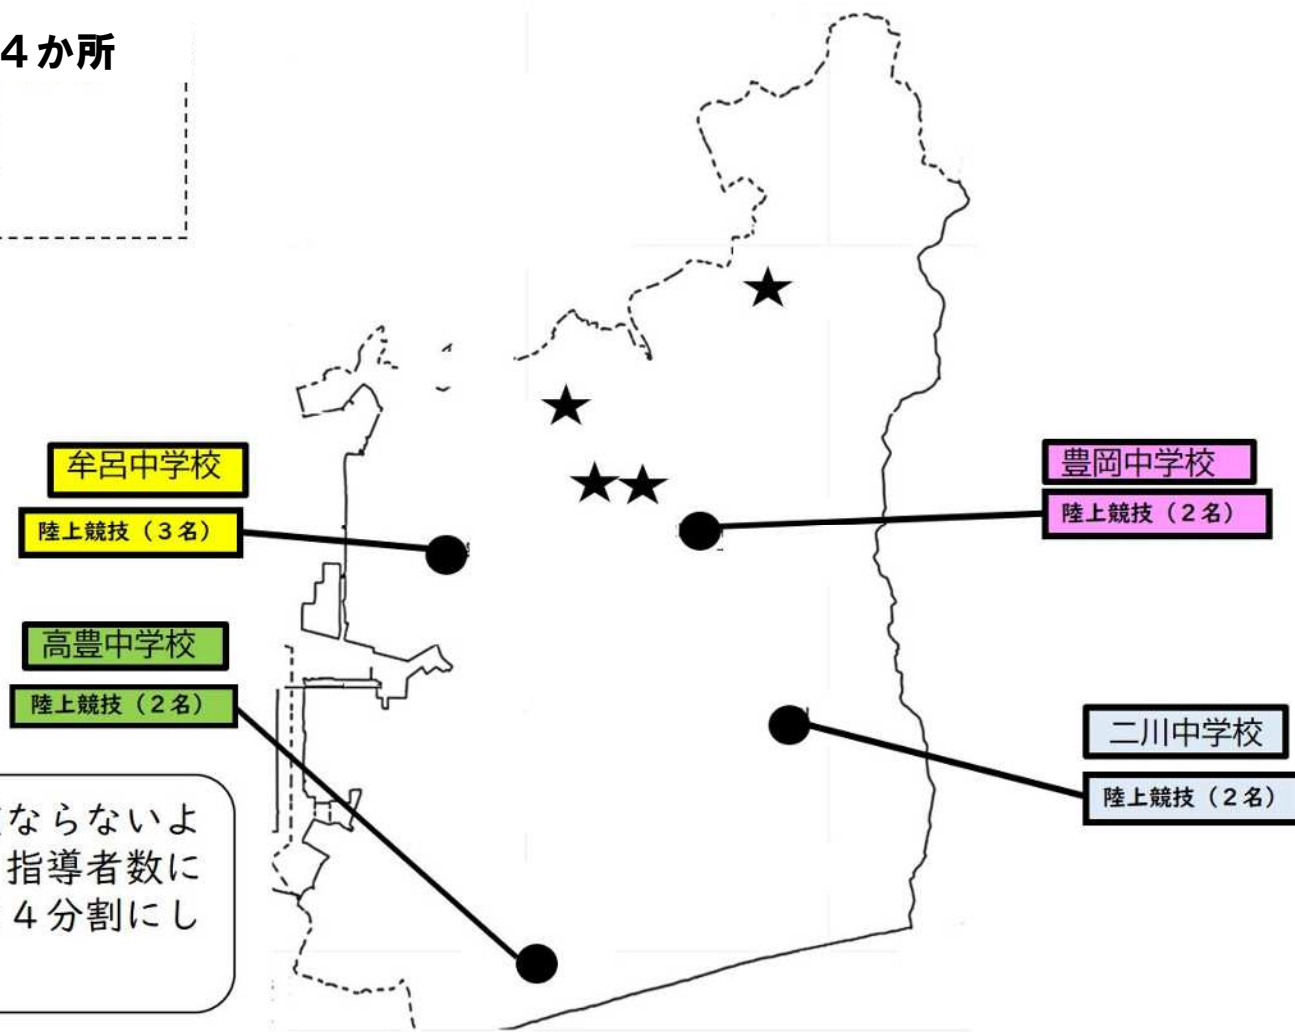 ４か所
牟呂中学校
陸上競技（３名）
豊岡中学校
陸上競技（２名）
高豊中学校
陸上競技（２名）
二川中学校
陸上競技（２名）
ならないよ
指導者数に
４分割にし